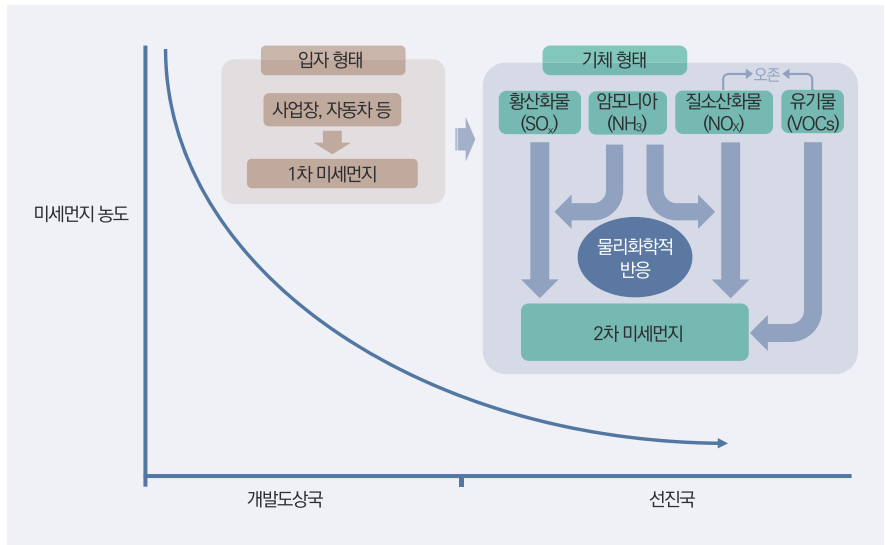 입자 형태
사업장, 자동차 등
1차 미세먼지
기체 형태
오존
황산화물
(SOx)
암모니아
(NH3)
질소산화물
(NOX)
유기물
(VOCs)
물리화학적
반응
2차 미세먼지
미세먼지 농도
개발도상국
선진국